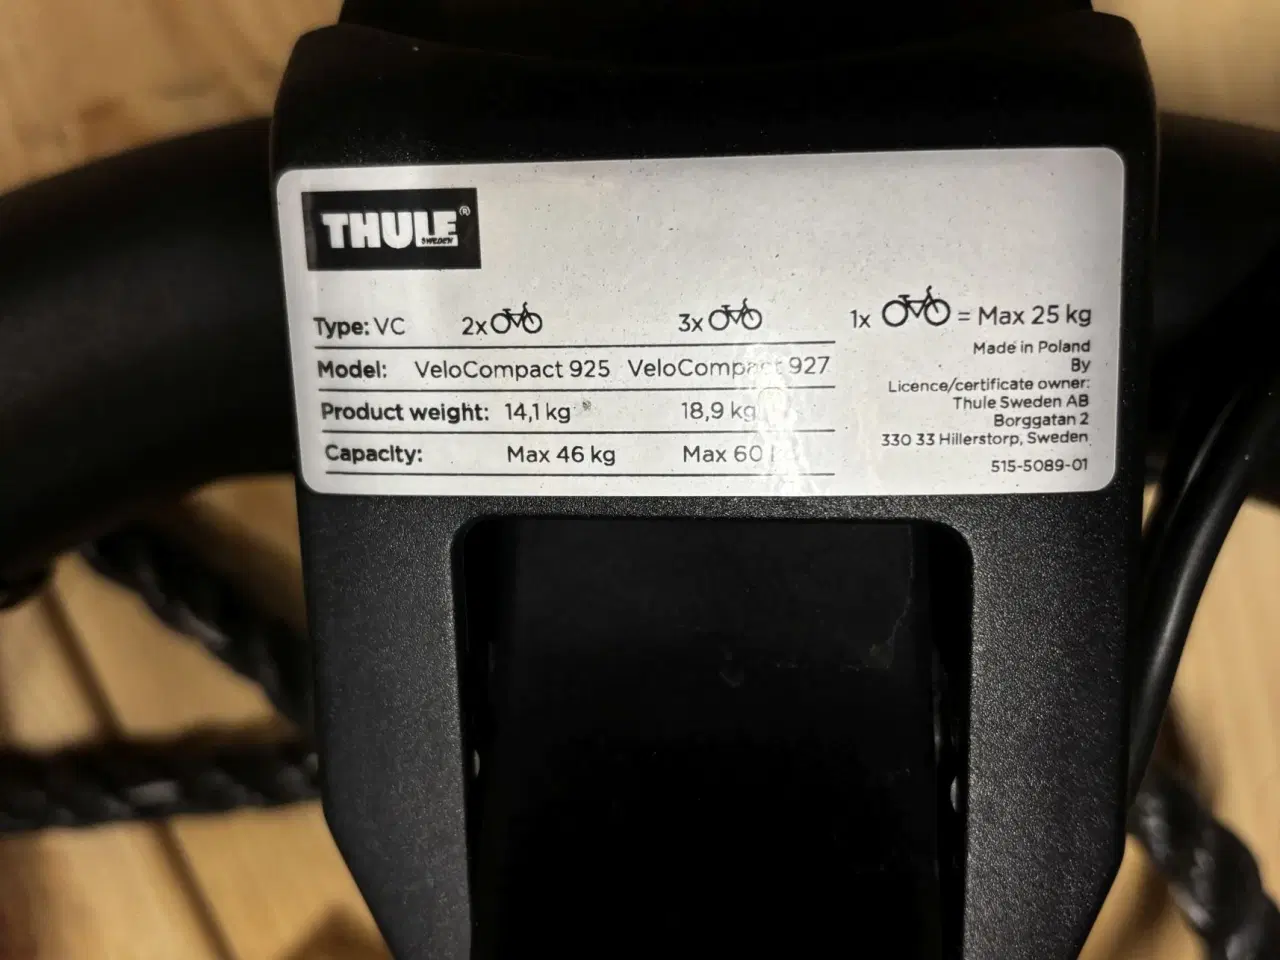 THULE®
SWEDEN
Type: VC 2x 3x
Model: VeloCompact 925 VeloCompact 927
Product weight: 14,1 kg 18,9 kg
Capacity: Max 46 kg Max 60
1x = Max 25 kg
Made in Poland
By
Licence/certificate owner:
Thule Sweden AB
Borggatan 2
330 33 Hillerstorp, Sweden
515-5089-01